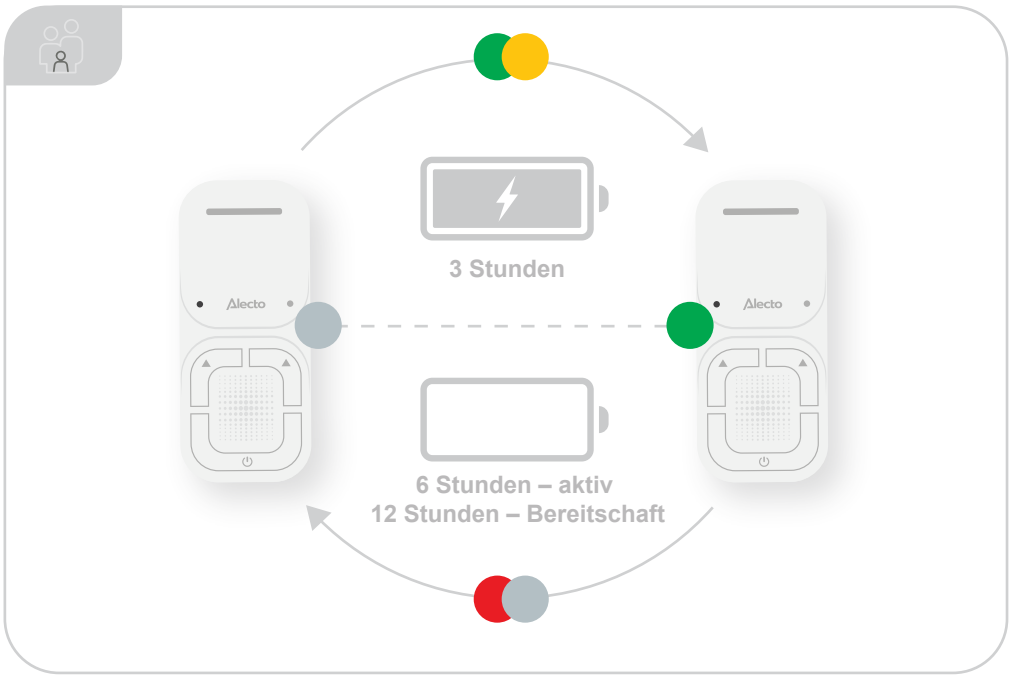 3 Stunden
Alecto
Alecto
6 Stunden – aktiv
12 Stunden – Bereitschaft